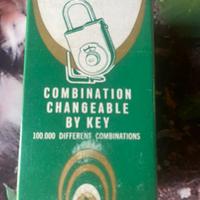 COMBINATION
CHANGEABLE
BY KEY
100,000 DIFFERENT COMBINATIONS